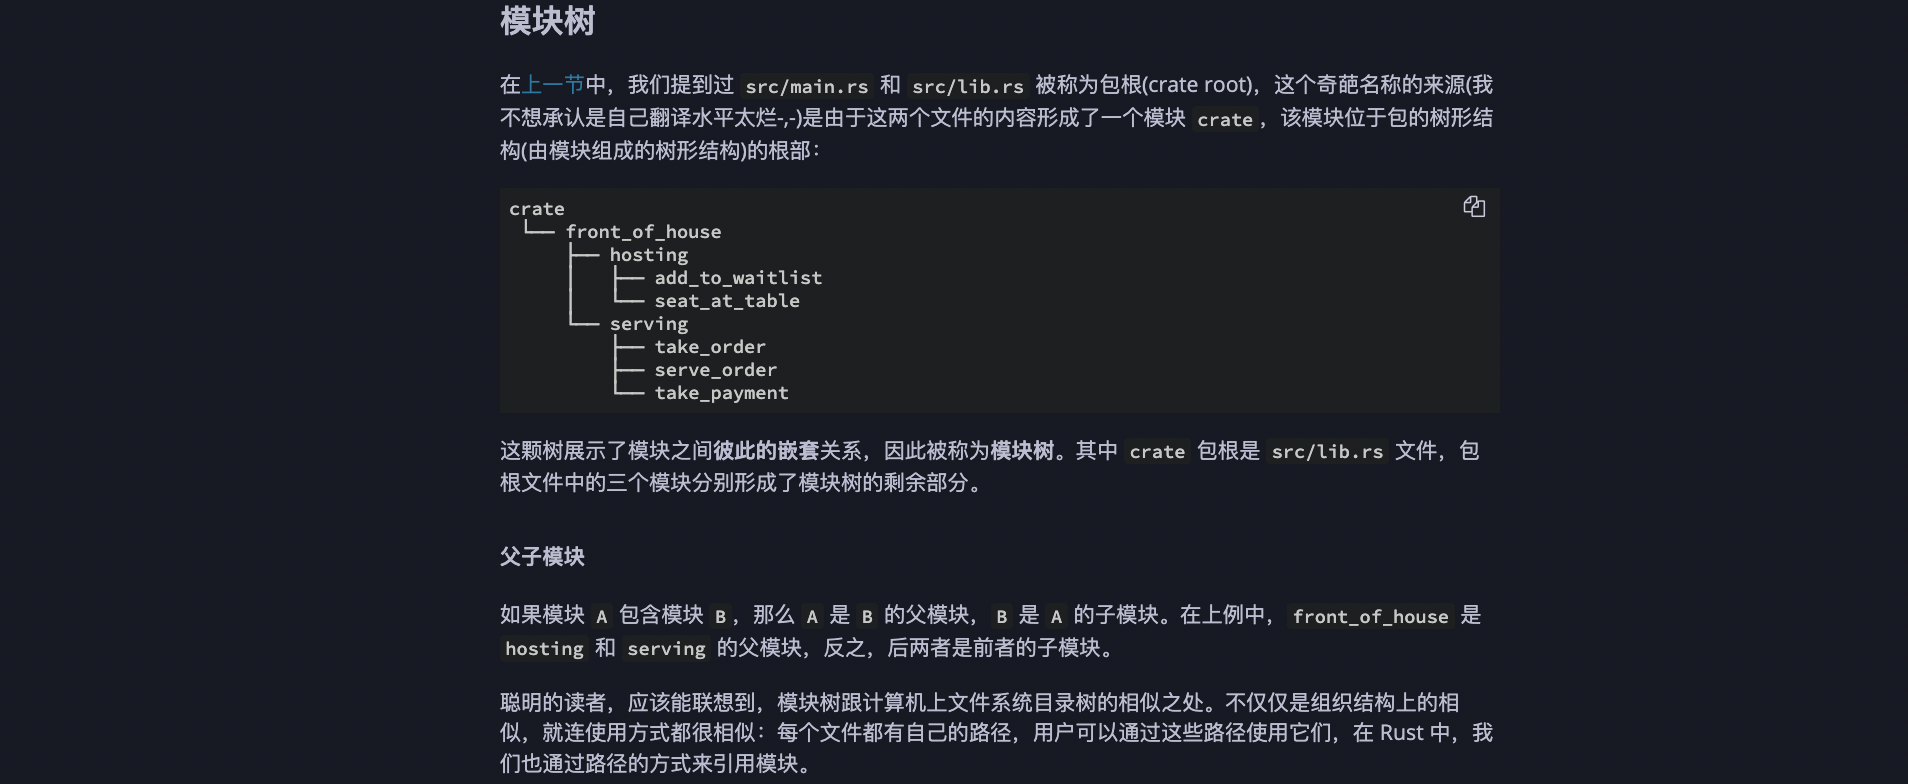 模块树
在上一节中，我们提到过 src/main.rs 和 src/lib.rs 被称为包根(crate root)，这个奇葩名称的来源(我
不想承认是自己翻译水平太烂-,-)是由于这两个文件的内容形成了一个模块 crate，该模块位于包的树形结
构(由模块组成的树形结构)的根部：
crate
 └── front_of_house
     ├── hosting
     │   ├── add_to_waitlist
     │   └── seat_at_table
     └── serving
         ├── take_order
         ├── serve_order
         └── take_payment
这颗树展示了模块之间彼此的嵌套关系，因此被称为模块树。其中 crate 包根是 src/lib.rs 文件，包
根文件中的三个模块分别形成了模块树的剩余部分。
父子模块
如果模块 A 包含模块 B，那么 A 是 B 的父模块，B 是 A 的子模块。在上例中，front_of_house 是
hosting 和 serving 的父模块，反之，后两者是前者的子模块。
聪明的读者，应该能联想到，模块树跟计算机上文件系统目录树的相似之处。不仅仅是组织结构上的相
似，就连使用方式都很相似：每个文件都有自己的路径，用户可以通过这些路径使用它们，在 Rust 中，我
们也通过路径的方式来引用模块。